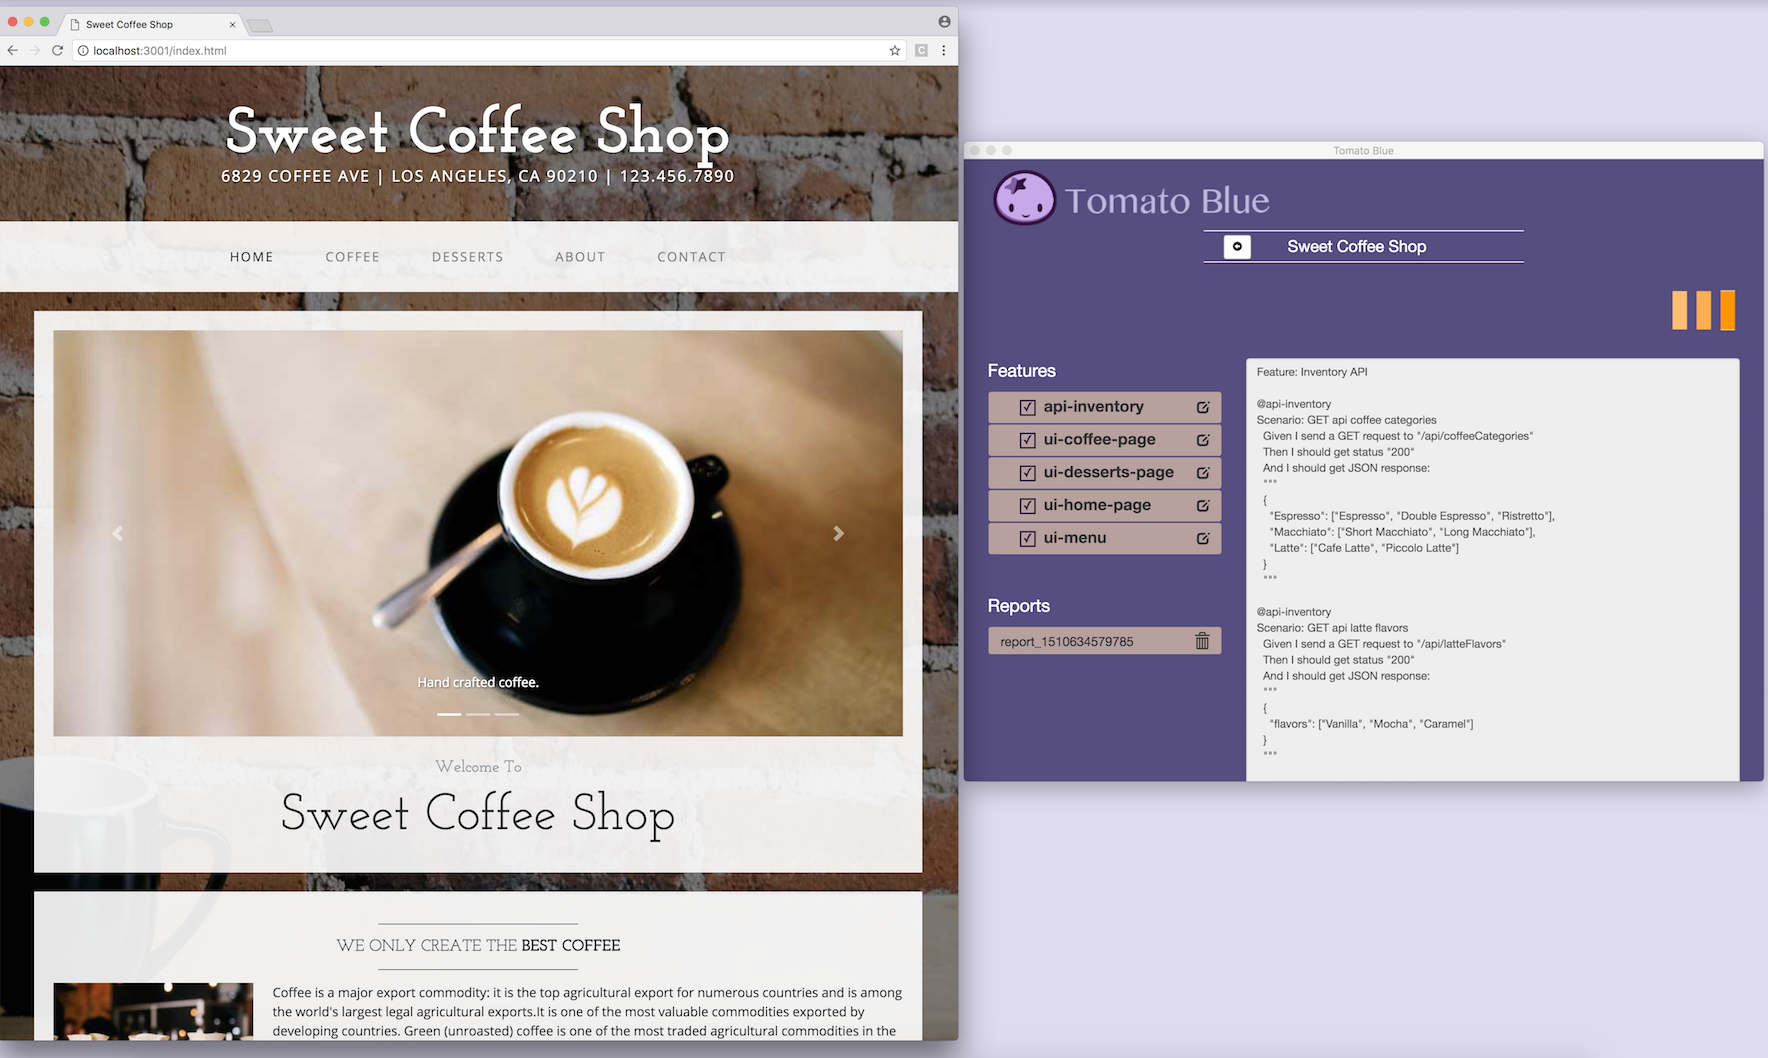 Sweet Coffee Shop
localhost:3001/index.html
C
Sweet Coffee Shop
6829 COFFEE AVE | LOS ANGELES, CA 90210 | 123.456.7890
HOME COFFEE DESSERTS ABOUT CONTACT
Hand crafted coffee.
Welcome To
Sweet Coffee Shop
WE ONLY CREATE THE BEST COFFEE
Coffee is a major export commodity: it is the top agricultural export for numerous countries and is among
the world's largest legal agricultural exports.It is one of the most valuable commodities exported by
developing countries. Green (unroasted) coffee is one of the most traded agricultural commodities in the
Tomato Blue
Tomato Blue
Sweet Coffee Shop
Features
api-inventory
ui-coffee-page
ui-desserts-page
ui-home-page
ui-menu
Reports
report_1510634579785
Feature: Inventory API
@api-inventory
Scenario: GET api coffee categories
Given I send a GET request to "/api/coffeeCategories"
Then I should get status "200"
And I should get JSON response:
"""
{
"Espresso": ["Espresso", "Double Espresso", "Ristretto"],
"Macchiato": ["Short Macchiato", "Long Macchiato"],
"Latte": ["Cafe Latte", "Piccolo Latte"]
}
"""
@api-inventory
Scenario: GET api latte flavors
Given I send a GET request to "/api/latteFlavors"
Then I should get status "200"
And I should get JSON response:
"""
{
"flavors": ["Vanilla", "Mocha", "Caramel"]
}
"""